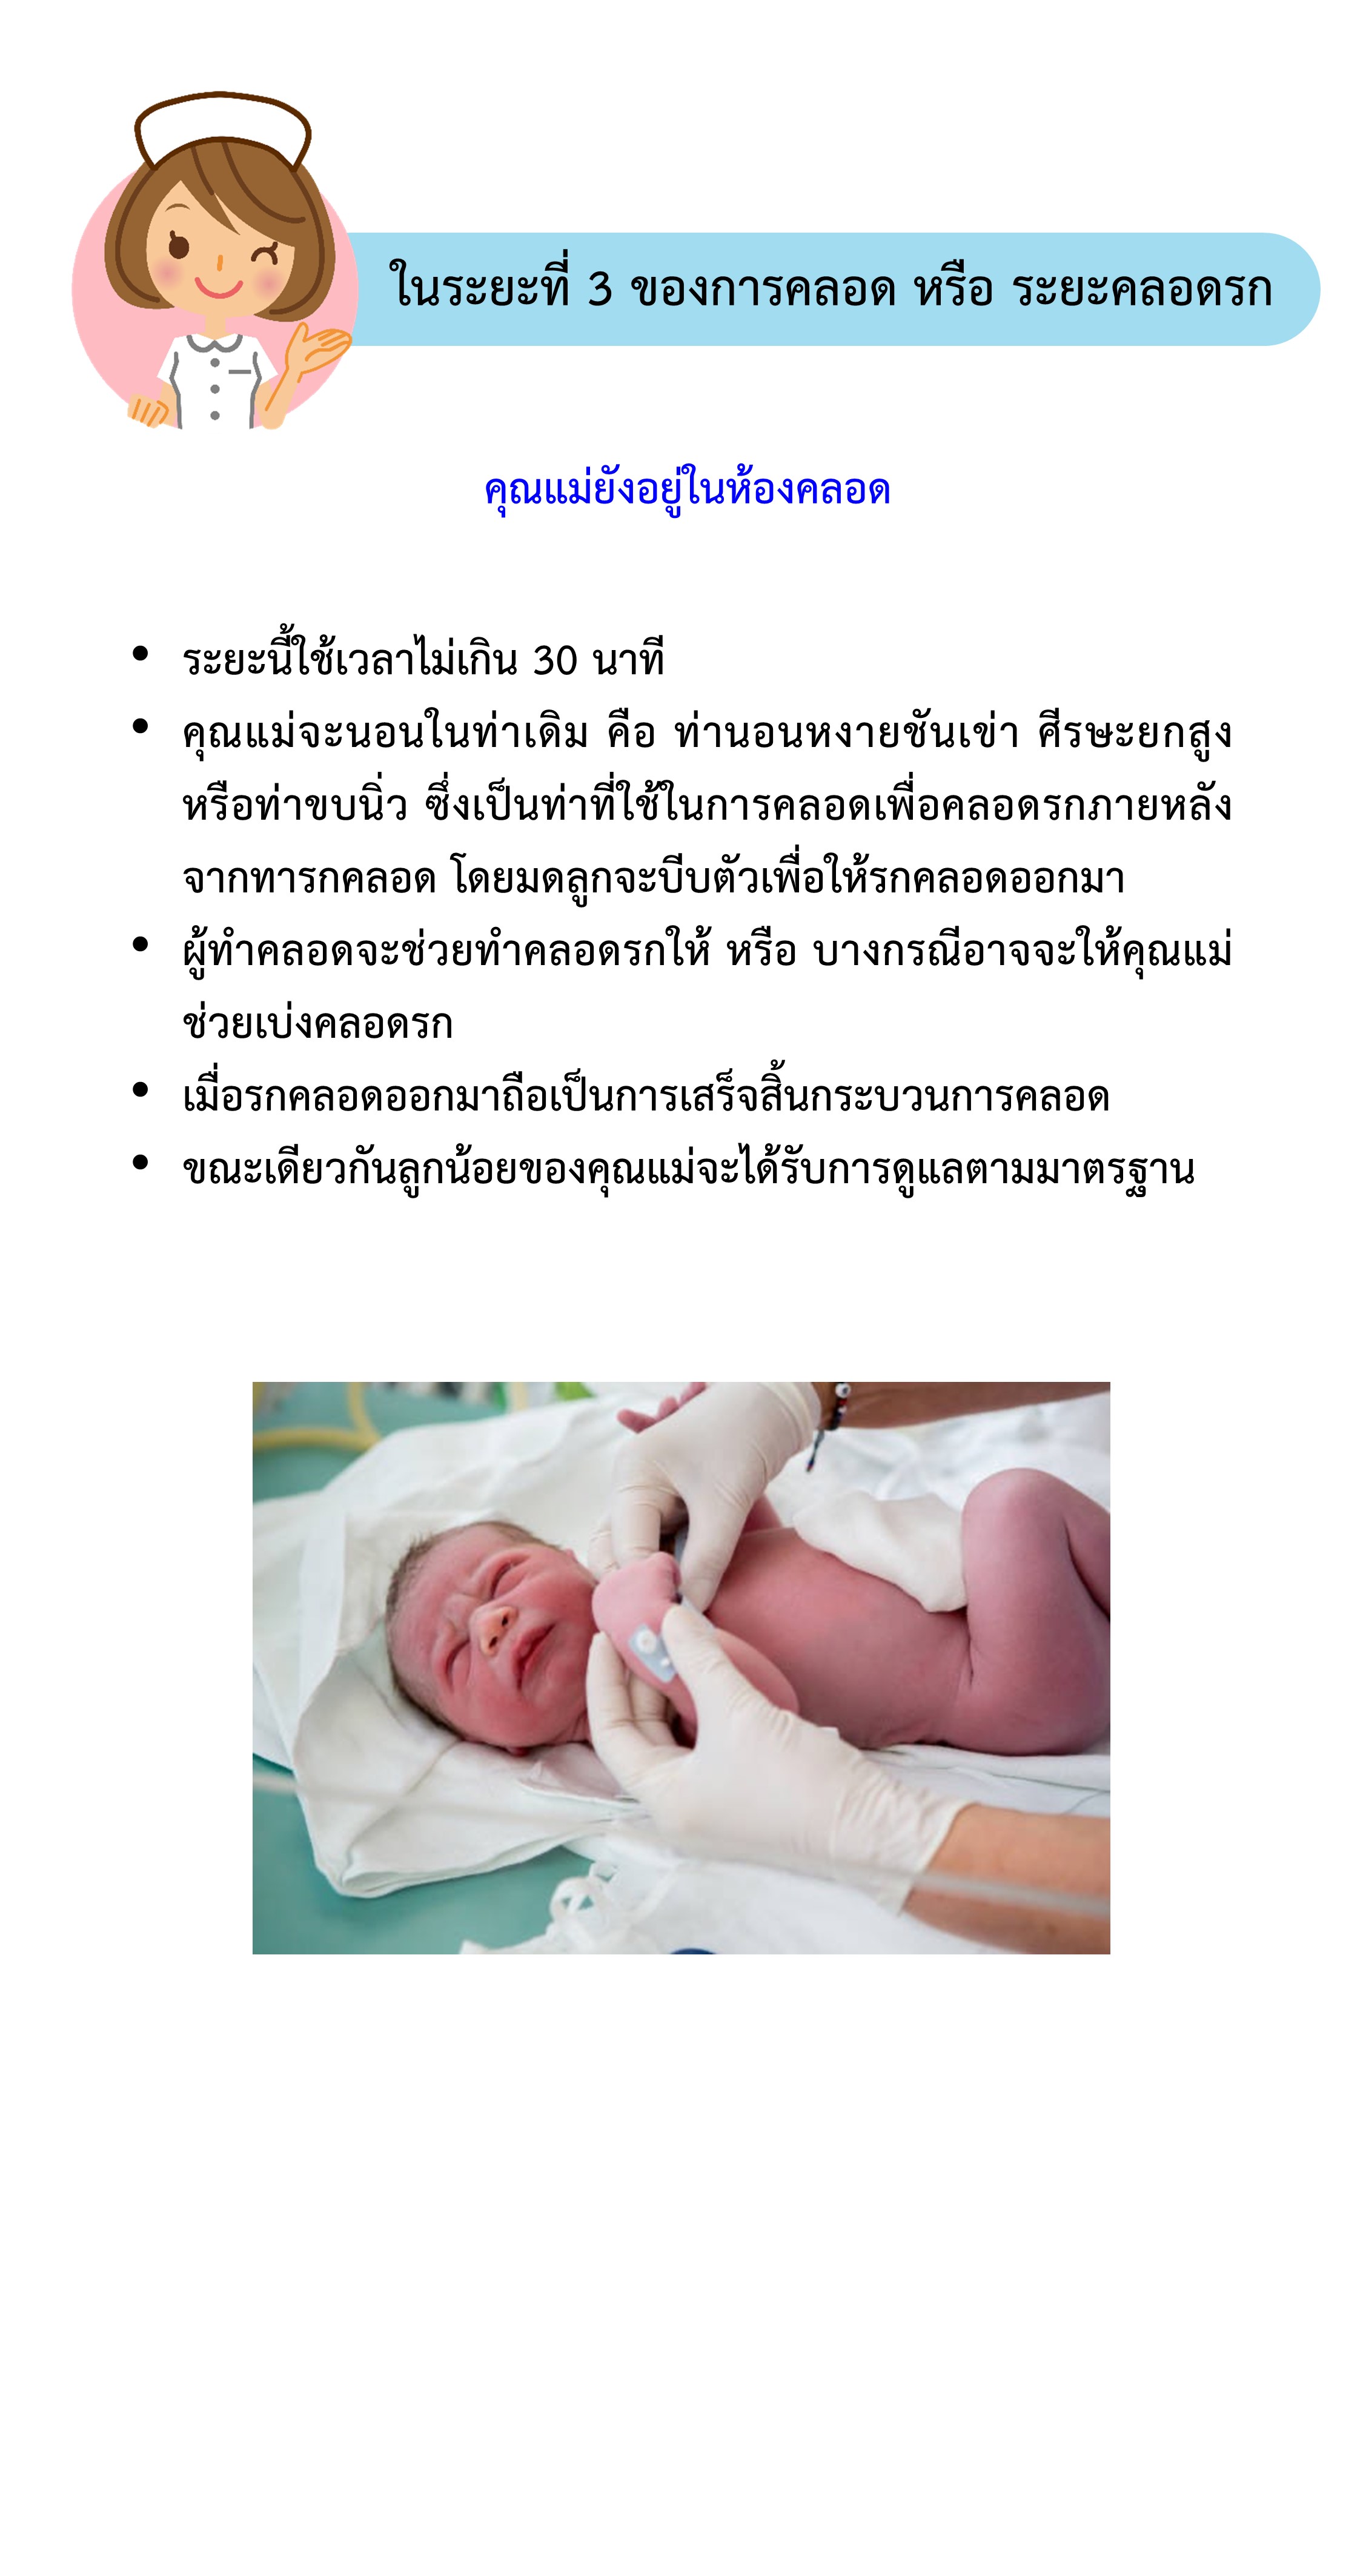 ในระยะที่ 3 ของการคลอด หรือ ระยะคลอดรก
คุณแม่ยังอยู่ในห้องคลอด
• ระยะนี้ใช้เวลาไม่เกิน 30 นาที
• คุณแม่จะนอนในท่าเดิม คือ ท่านอนหงายชันเข่า ศีรษะยกสูง
หรือท่าขบนิ่ว ซึ่งเป็นท่าที่ใช้ในการคลอดเพื่อคลอดรกภายหลัง
จากทารกคลอด โดยมดลูกจะบีบตัวเพื่อให้รกคลอดออกมา
• ผู้ทำคลอดจะช่วยทำคลอดรกให้ หรือ บางกรณีอาจจะให้คุณแม่
ช่วยเบ่งคลอดรก
• เมื่อรกคลอดออกมาถือเป็นการเสร็จสิ้นกระบวนการคลอด
• ขณะเดียวกันลูกน้อยของคุณแม่จะได้รับการดูแลตามมาตรฐาน